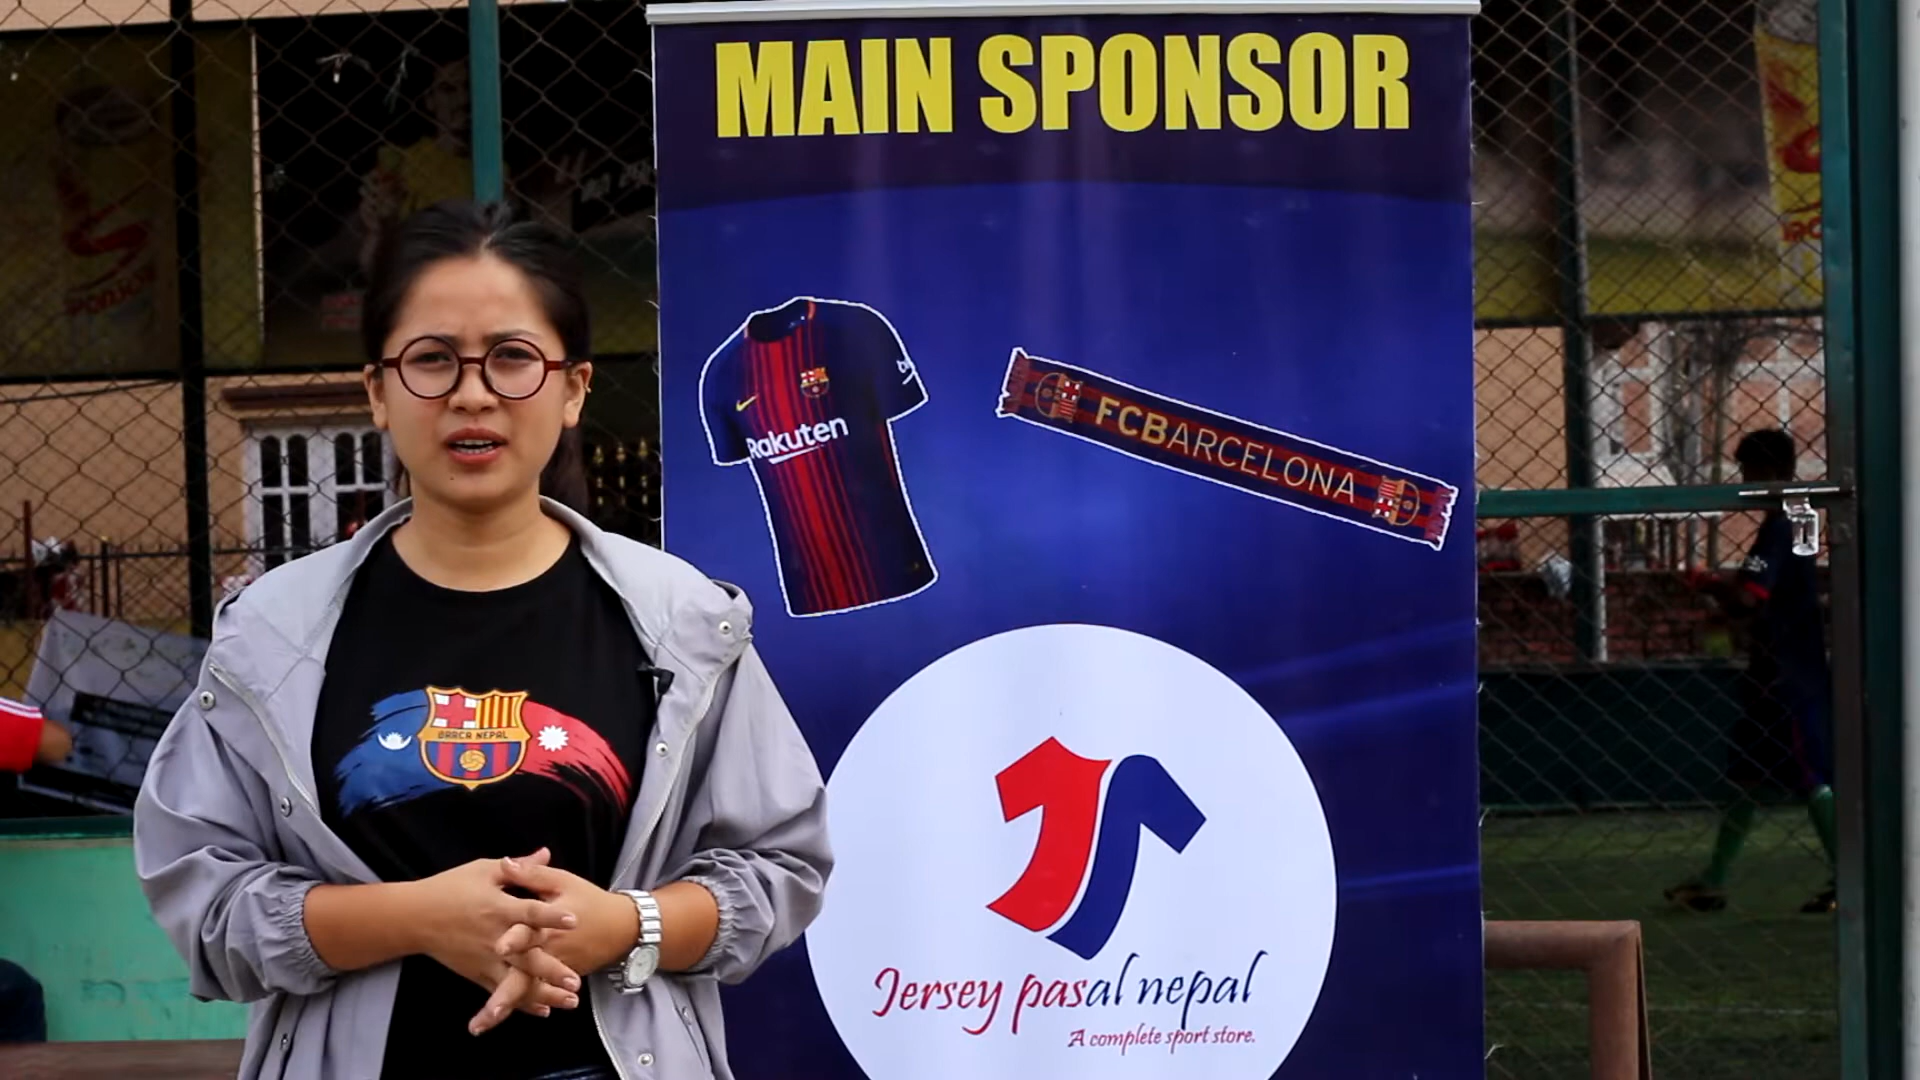 MAIN SPONSOR
Rakuten
FCBARCELONA
BARCA NEPAL
Jersey pasal nepal
A complete sport store.